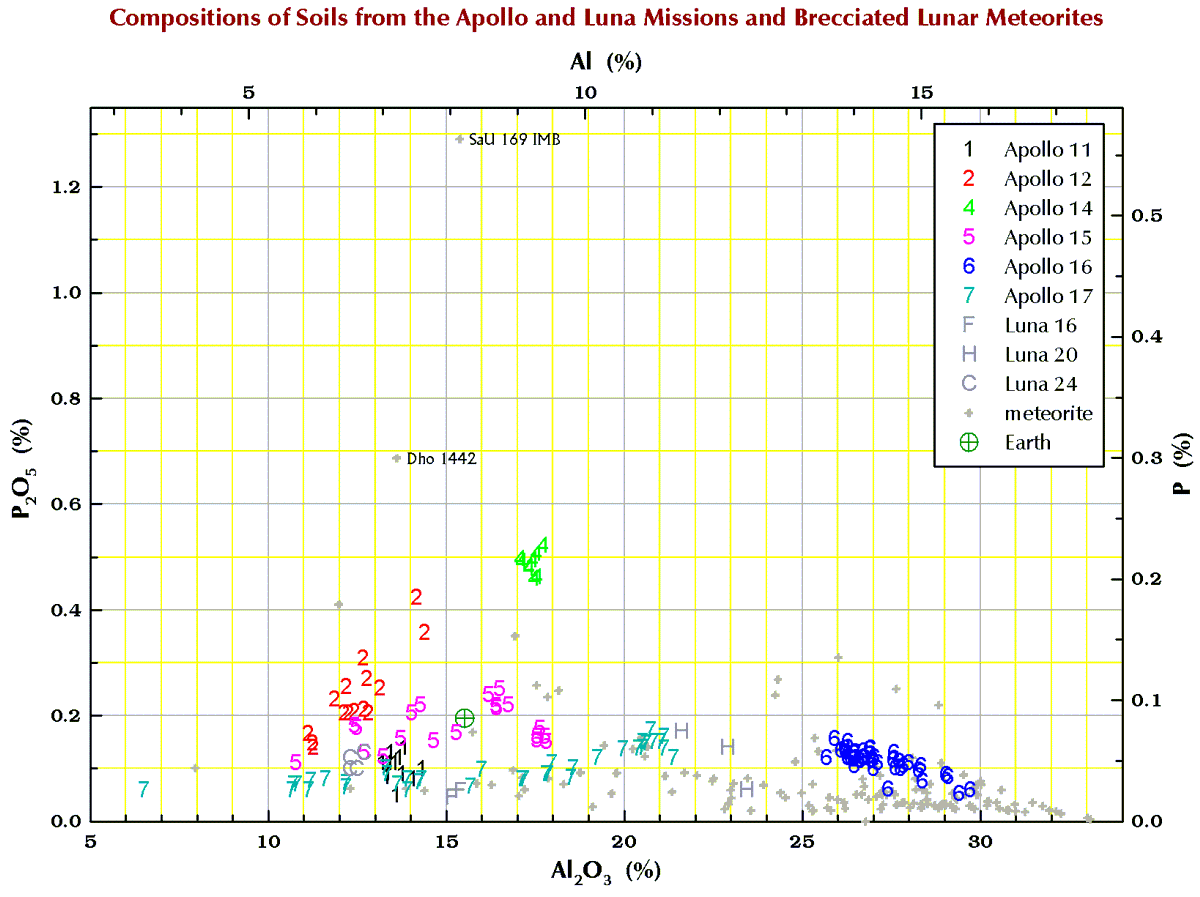 Compositions of Soils from the Apollo and Luna Missions and Brecciated Lunar Meteorites
Al (%)
5 10 15
SaU 169 IMB
Dho 1442
1 Apollo 11
2 Apollo 12
4 Apollo 14
5 Apollo 15
6 Apollo 16
7 Apollo 17
F Luna 16
H Luna 20
C Luna 24
meteorite
Earth
P₂O₅ (%)
1.2
1.0
0.8
0.6
0.4
0.2
0.0
P (%)
0.5
0.4
0.3
0.2
0.1
0.0
5 10 15 20 25 30
Al₂O₃ (%)